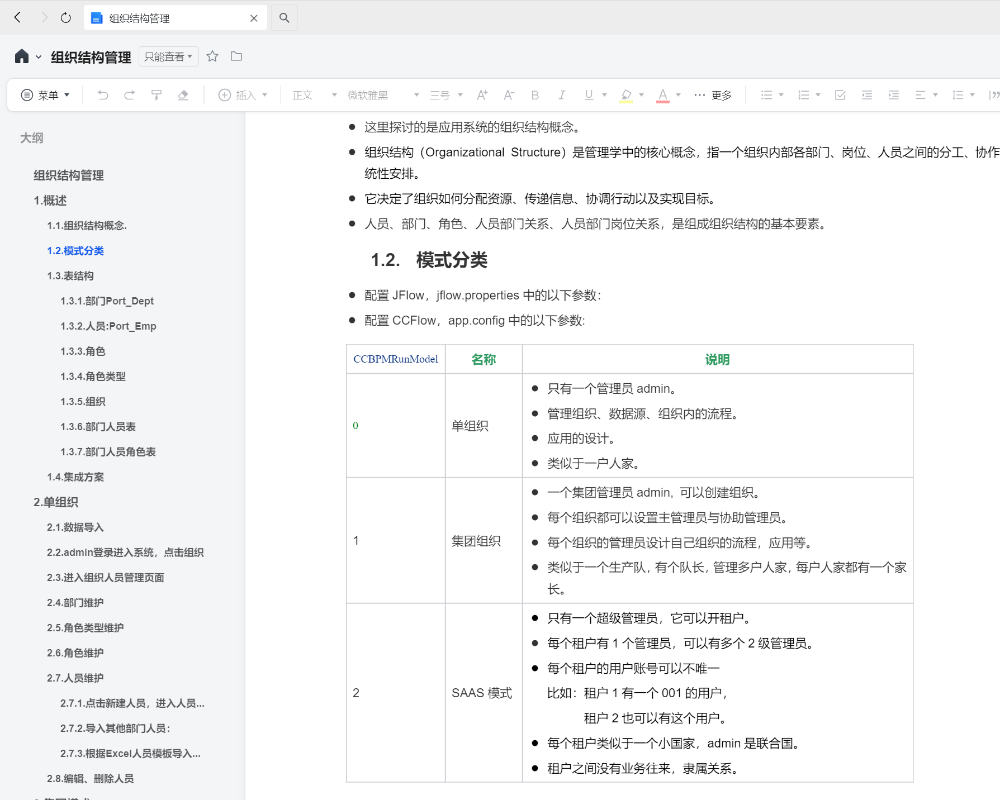 组织结构管理
组织结构管理
只能查看
菜单
插入
正文
微软雅黑
三号
A+
A-
B
I
U
A
··· 更多
大纲
组织结构管理
1.概述
1.1.组织结构概念.
1.2.模式分类
1.3.表结构
1.3.1.部门Port_Dept
1.3.2.人员:Port_Emp
1.3.3.角色
1.3.4.角色类型
1.3.5.组织
1.3.6.部门人员表
1.3.7.部门人员角色表
1.4.集成方案
2.单组织
2.1.数据导入
2.2.admin登录进入系统，点击组织
2.3.进入组织人员管理页面
2.4.部门维护
2.5.角色类型维护
2.6.角色维护
2.7.人员维护
2.7.1.点击新建人员，进入人员...
2.7.2.导入其他部门人员：
2.7.3.根据Excel人员模板导入...
2.8.编辑、删除人员
● 这里探讨的是应用系统的组织结构概念。
● 组织结构（Organizational Structure）是管理学中的核心概念，指一个组织内部各部门、岗位、人员之间的分工、协作
统性安排。
● 它决定了组织如何分配资源、传递信息、协调行动以及实现目标。
● 人员、部门、角色、人员部门关系、人员部门岗位关系，是组成组织结构的基本要素。
1.2. 模式分类
● 配置 JFlow，jflow.properties 中的以下参数：
● 配置 CCFlow，app.config 中的以下参数:
CCBPMRunModel 名称 说明
0 单组织
● 只有一个管理员 admin。
● 管理组织、数据源、组织内的流程。
● 应用的设计。
● 类似于一户人家。
1 集团组织
● 一个集团管理员 admin, 可以创建组织。
● 每个组织都可以设置主管理员与协助管理员。
● 每个组织的管理员设计自己组织的流程，应用等。
● 类似于一个生产队, 有个队长, 管理多户人家, 每户人家都有一个家
长。
2 SAAS 模式
● 只有一个超级管理员，它可以开租户。
● 每个租户有 1 个管理员，可以有多个 2 级管理员。
● 每个租户的用户账号可以不唯一
比如：租户 1 有一个 001 的用户，
租户 2 也可以有这个用户。
● 每个租户类似于一个小国家，admin 是联合国。
● 租户之间没有业务往来，隶属关系。